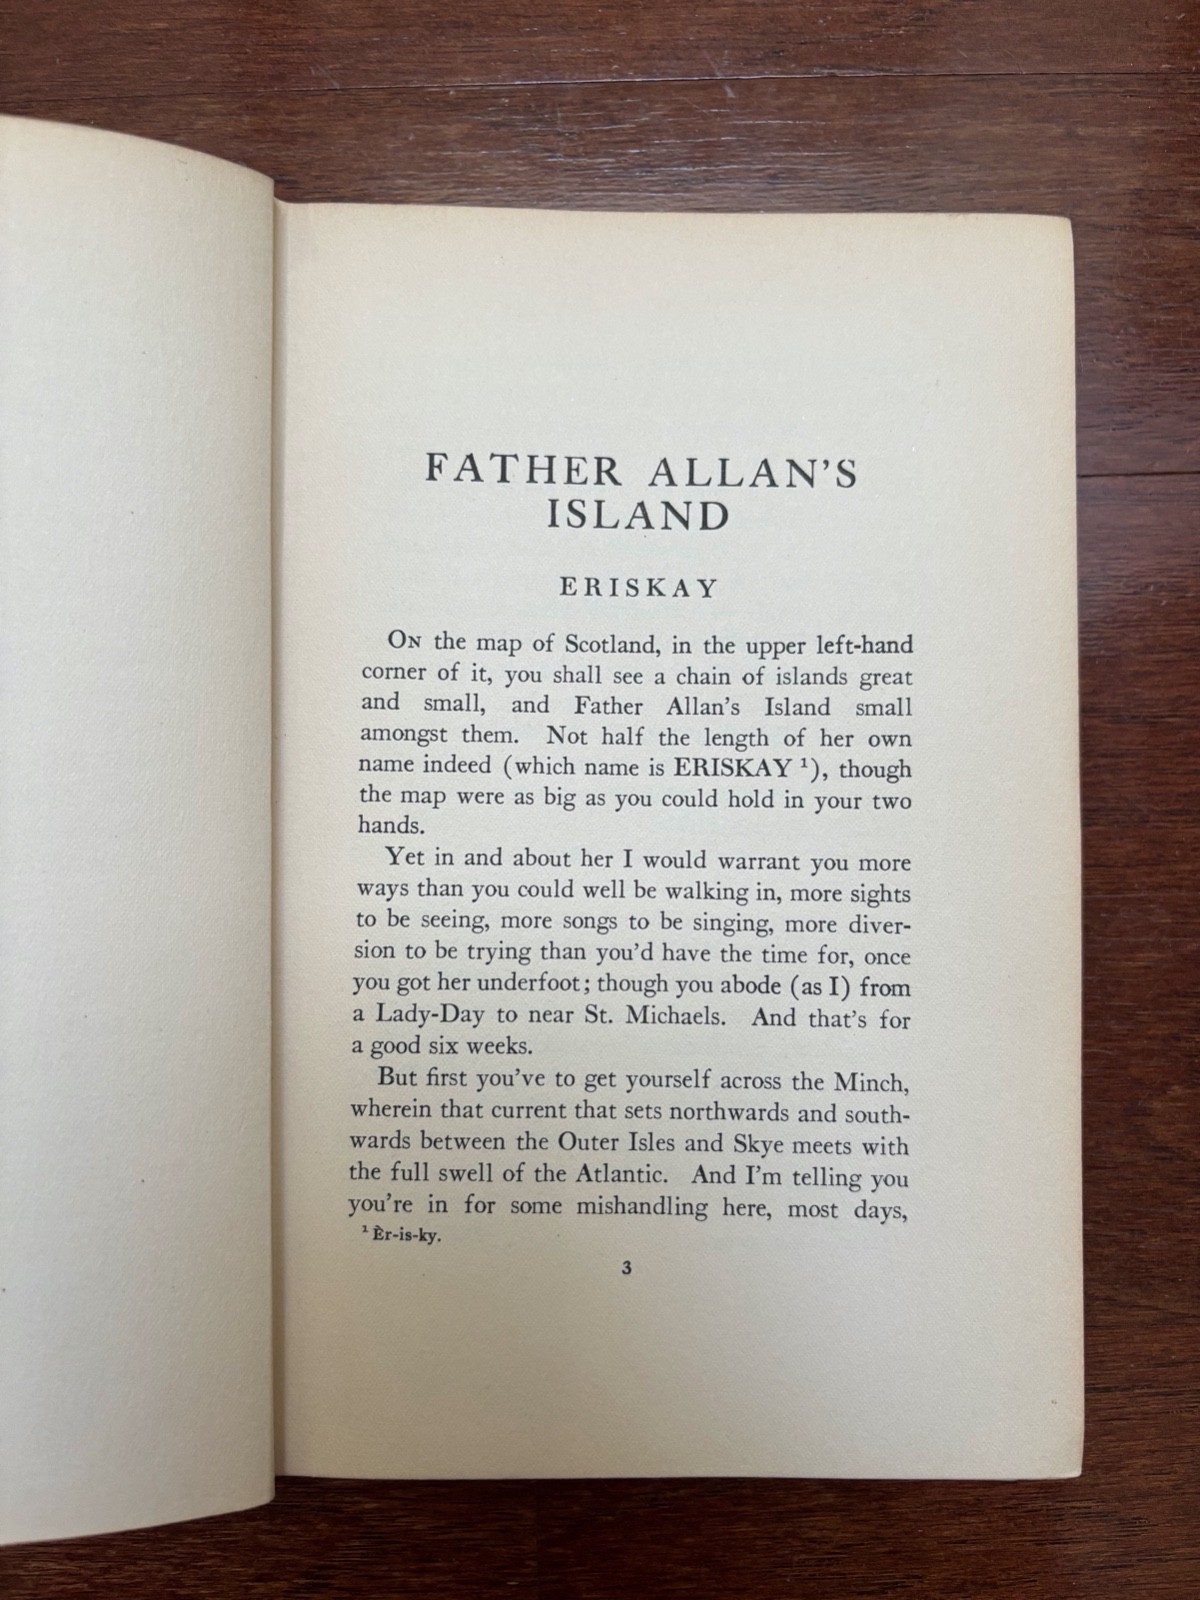 FATHER ALLAN'S
ISLAND
ERISKAY
On the map of Scotland, in the upper left-hand
corner of it, you shall see a chain of islands great
and small, and Father Allan's Island small
amongst them. Not half the length of her own
name indeed (which name is ERISKAY ¹), though
the map were as big as you could hold in your two
hands.
Yet in and about her I would warrant you more
ways than you could well be walking in, more sights
to be seeing, more songs to be singing, more diver-
sion to be trying than you'd have the time for, once
you got her underfoot; though you abode (as I) from
a Lady-Day to near St. Michaels. And that's for
a good six weeks.
But first you've to get yourself across the Minch,
wherein that current that sets northwards and south-
wards between the Outer Isles and Skye meets with
the full swell of the Atlantic. And I'm telling you
you're in for some mishandling here, most days,
¹ Èr-is-ky.
3